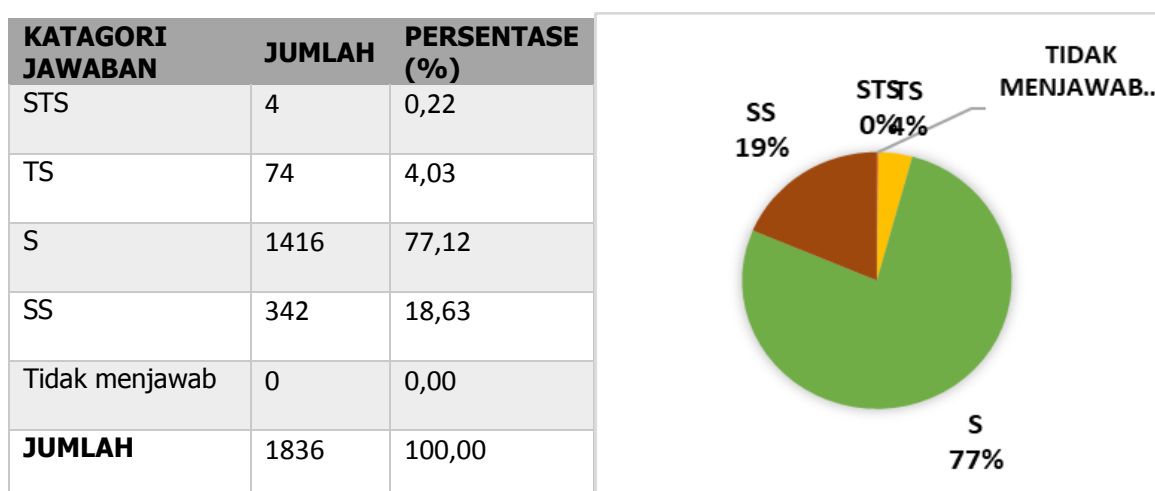 KATAGORI JAWABAN JUMLAH PERSENTASE (%)
STS 4 0,22
TS 74 4,03
S 1416 77,12
SS 342 18,63
Tidak menjawab 0 0,00
JUMLAH 1836 100,00
TIDAK
MENJAWAB..
STS
0%
TS
4%
SS
19%
S
77%